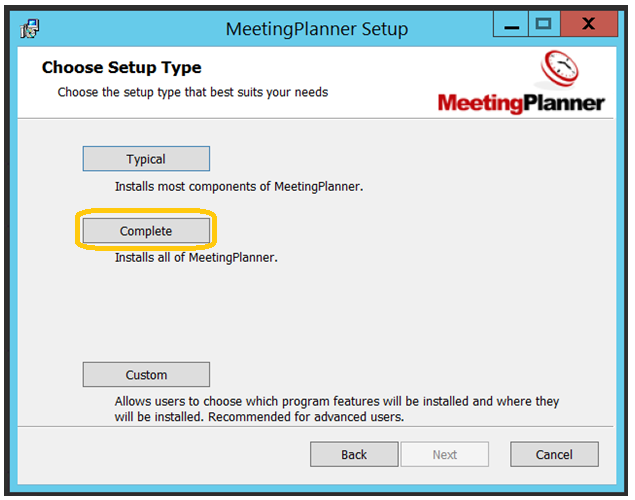 MeetingPlanner Setup
X
Choose Setup Type
Choose the setup type that best suits your needs
MeetingPlanner
Typical
Installs most components of MeetingPlanner.
Complete
Installs all of MeetingPlanner.
Custom
Allows users to choose which program features will be installed and where they
will be installed. Recommended for advanced users.
Back Next Cancel